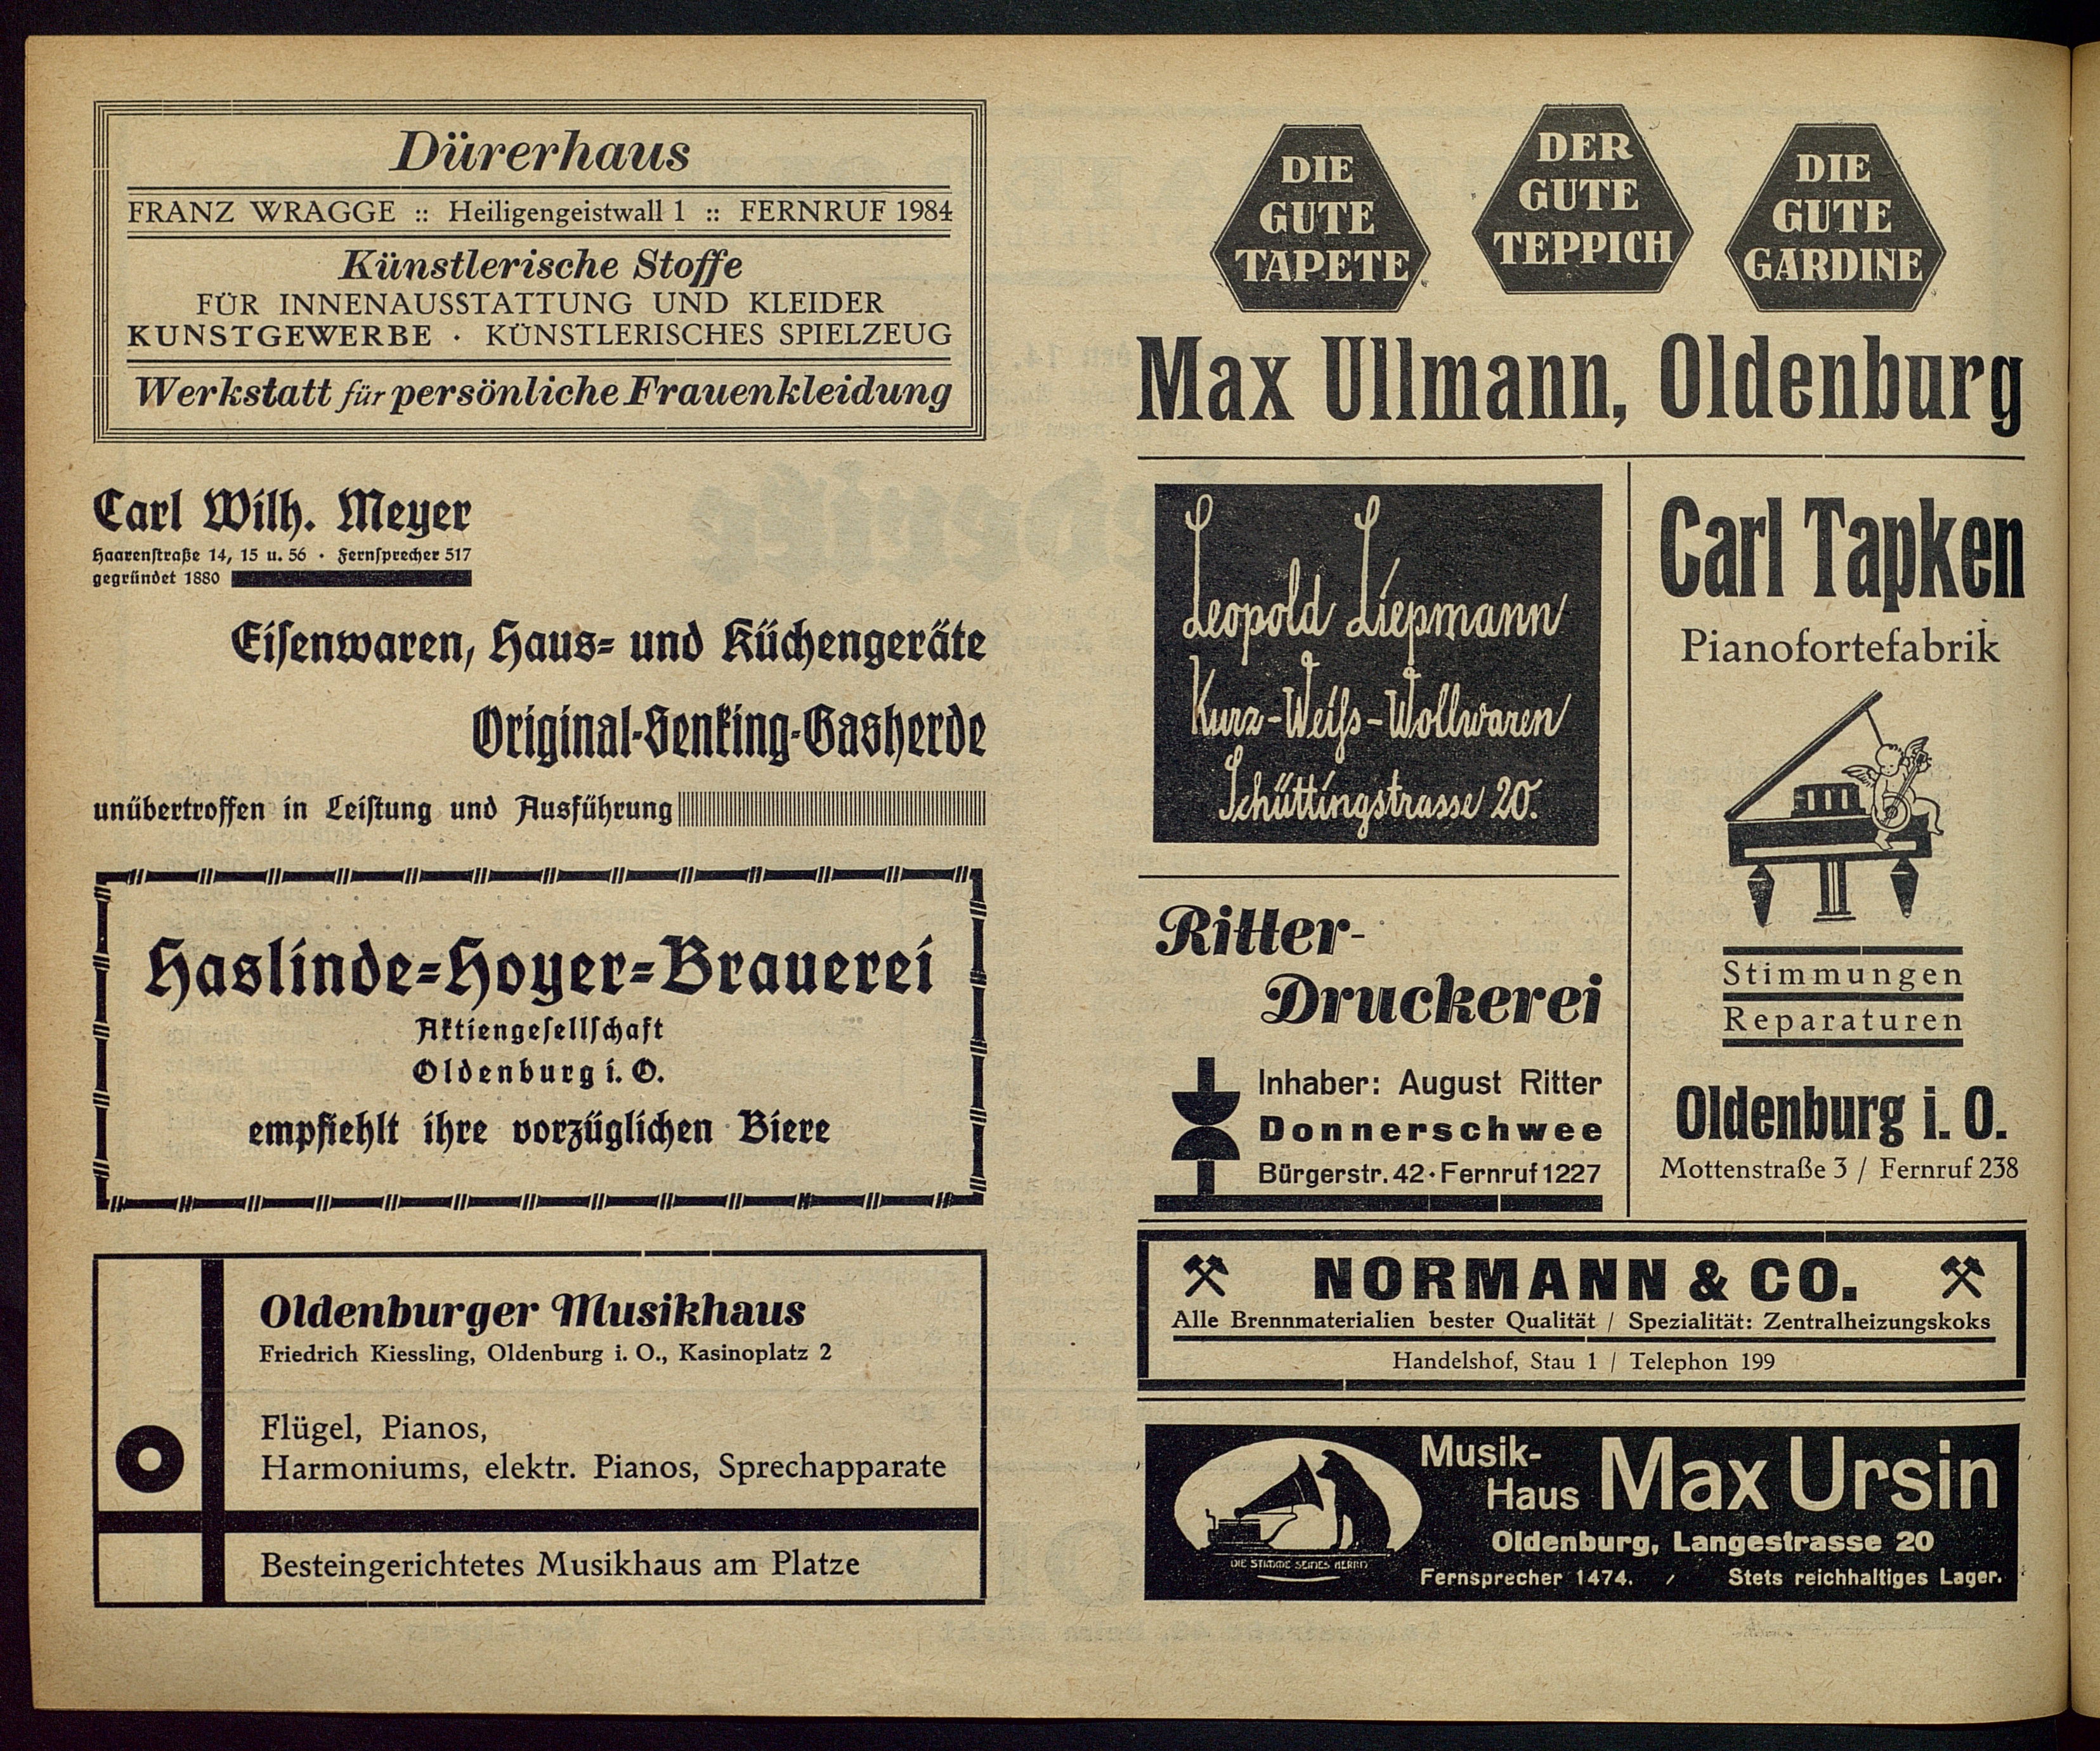 Dürerhaus
FRANZ WRAGGE :: Heiligengeistwall 1 :: FERNRUF 1984
Künstlerische Stoffe
FÜR INNENAUSSTATTUNG UND KLEIDER
KUNSTGEWERBE · KÜNSTLERISCHES SPIELZEUG
Werkstatt für persönliche Frauenkleidung
Carl Wilh. Meyer
Haarenſtraße 14, 15 u. 56 · Fernſprecher 517
gegründet 1880
Eiſenwaren, Haus- und Küchengeräte
Original-Senking-Gasherde
unübertroffen in Leiſtung und Ausführung
Haslinde-Hoyer-Brauerei
Aktiengeſellſchaft
Oldenburg i. O.
empfiehlt ihre vorzüglichen Biere
Oldenburger Musikhaus
Friedrich Kiessling, Oldenburg i. O., Kasinoplatz 2
Flügel, Pianos,
Harmoniums, elektr. Pianos, Sprechapparate
Besteingerichtetes Musikhaus am Platze
DIE
GUTE
TAPETE
DER
GUTE
TEPPICH
DIE
GUTE
GARDINE
Max Ullmann, Oldenburg
Leopold Liepmann
Kurz-Weiſs-Wollwaren
Schüttingstrasse 20.
Carl Tapken
Pianofortefabrik
Stimmungen
Reparaturen
Oldenburg i. O.
Mottenstraße 3 / Fernruf 238
Ritter-
Druckerei
Inhaber: August Ritter
Donnerschwee
Bürgerstr. 42 · Fernruf 1227
NORMANN & CO.
Alle Brennmaterialien bester Qualität / Spezialität: Zentralheizungskoks
Handelshof, Stau 1 / Telephon 199
Musik-
Haus Max Ursin
Oldenburg, Langestrasse 20
Fernsprecher 1474. / Stets reichhaltiges Lager.
DIE STIMME SEINES HERRN